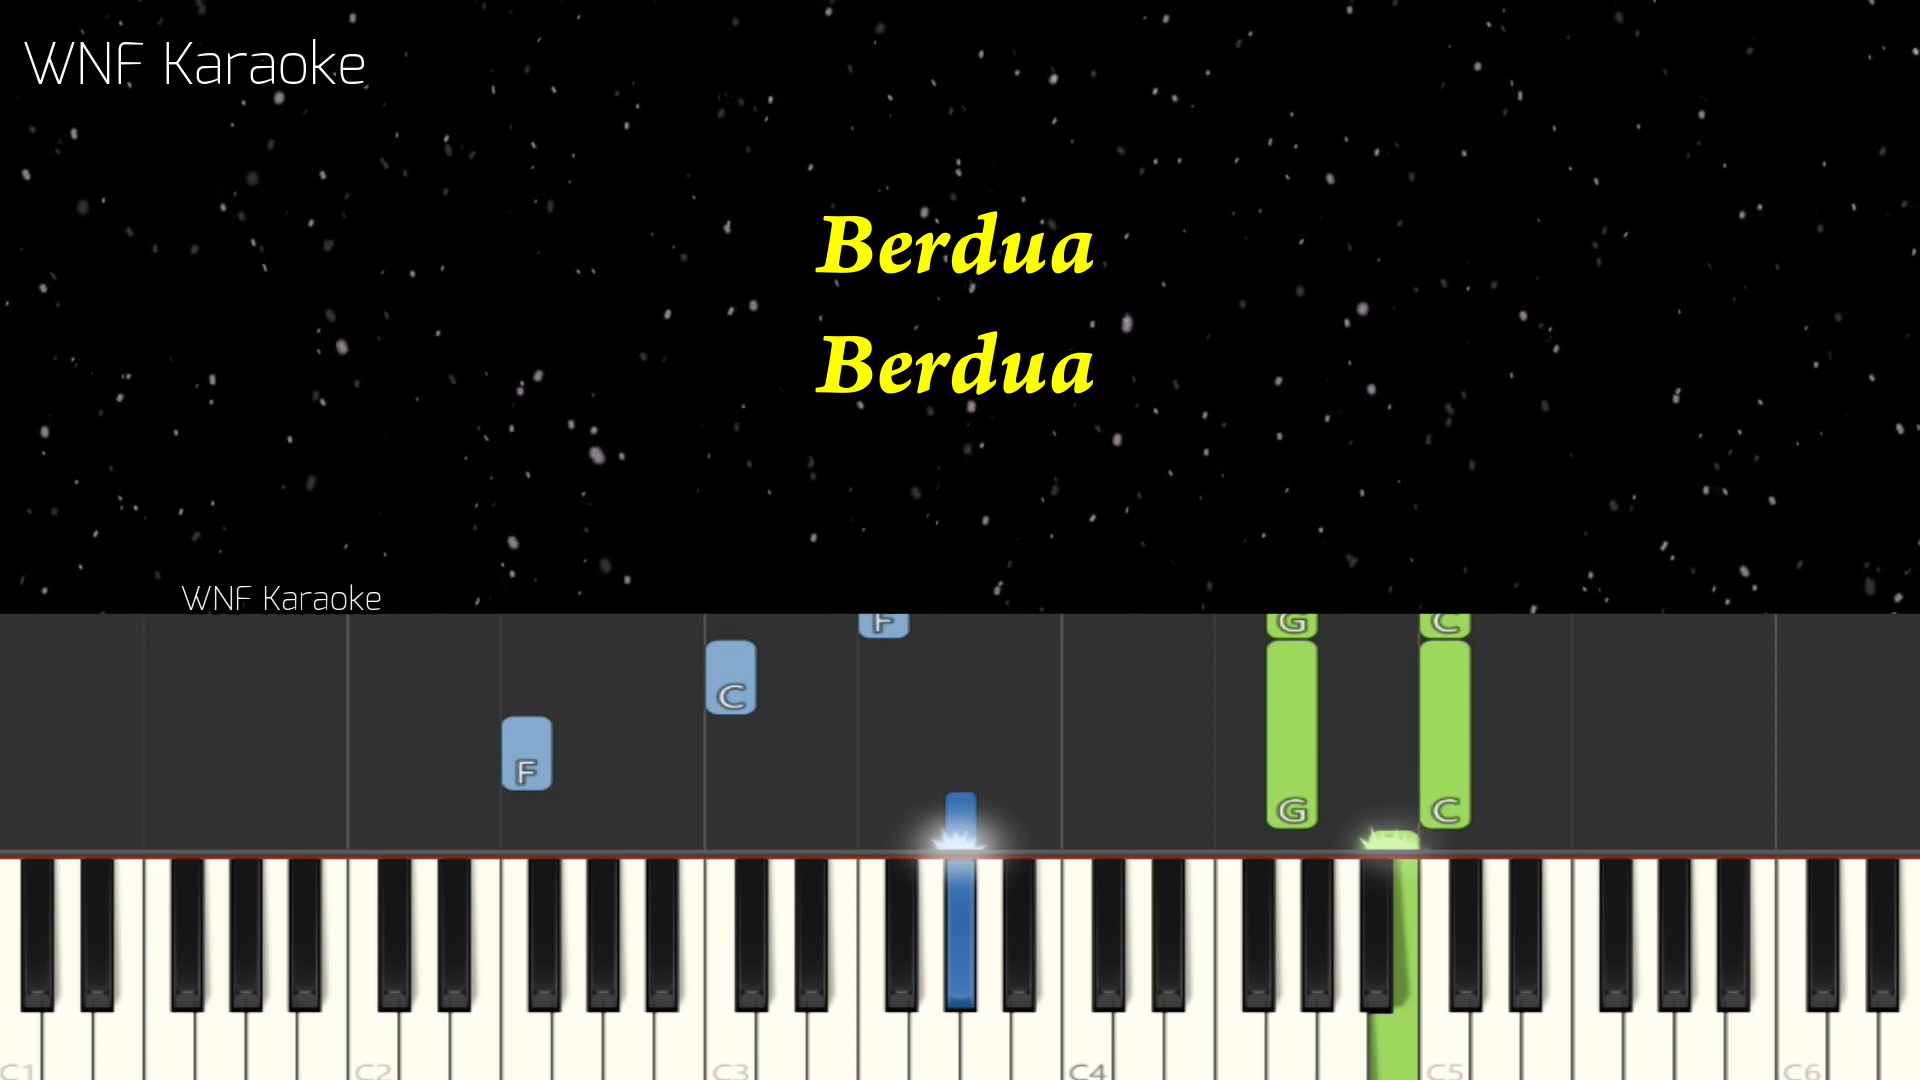 WNF Karaoke
Berdua
Berdua
WNF Karaoke
F G C
C
F
G C
C1 C2 C3 C4 C5 C6